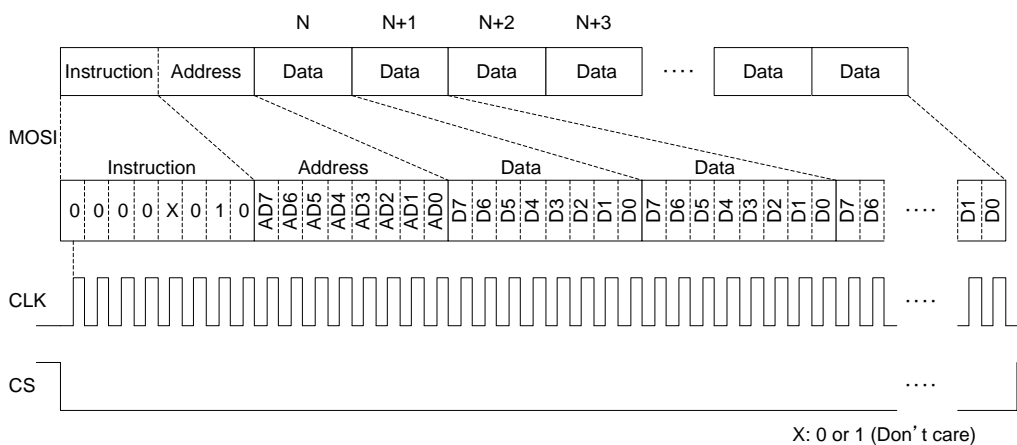 N N+1 N+2 N+3
Instruction Address Data Data Data Data ···· Data Data
MOSI
Instruction Address Data Data
0 0 0 0 X 0 1 0 AD7 AD6 AD5 AD4 AD3 AD2 AD1 AD0 D7 D6 D5 D4 D3 D2 D1 D0 D7 D6 D5 D4 D3 D2 D1 D0 D7 D6 ···· D1 D0
CLK ····
CS ····
X: 0 or 1 (Don't care)